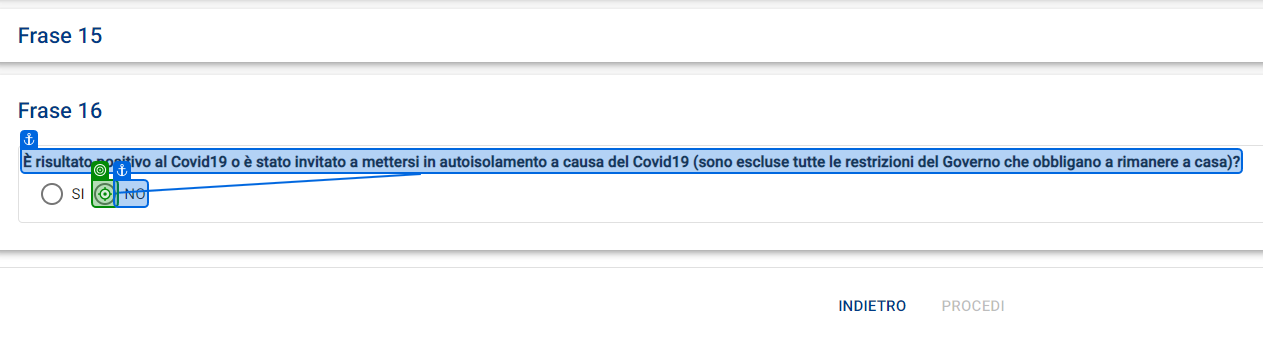 Frase 15
Frase 16
È risultato positivo al Covid19 o è stato invitato a mettersi in autoisolamento a causa del Covid19 (sono escluse tutte le restrizioni del Governo che obbligano a rimanere a casa)?
SI NO
INDIETRO PROCEDI